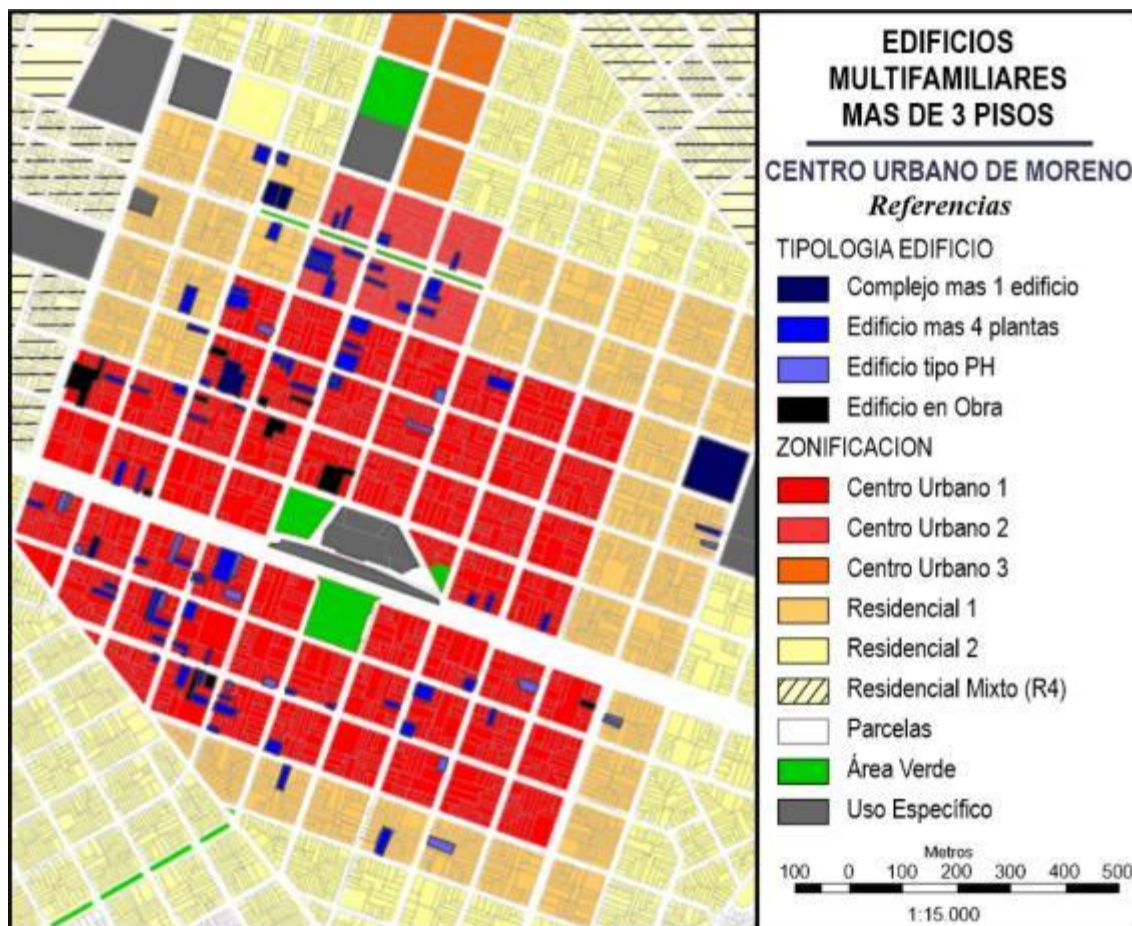 EDIFICIOS
MULTIFAMILIARES
MAS DE 3 PISOS
CENTRO URBANO DE MORENO
Referencias
TIPOLOGIA EDIFICIO
Complejo mas 1 edificio
Edificio mas 4 plantas
Edificio tipo PH
Edificio en Obra
ZONIFICACION
Centro Urbano 1
Centro Urbano 2
Centro Urbano 3
Residencial 1
Residencial 2
Residencial Mixto (R4)
Parcelas
Área Verde
Uso Específico
Metros
100 0 100 200 300 400 500
1:15.000